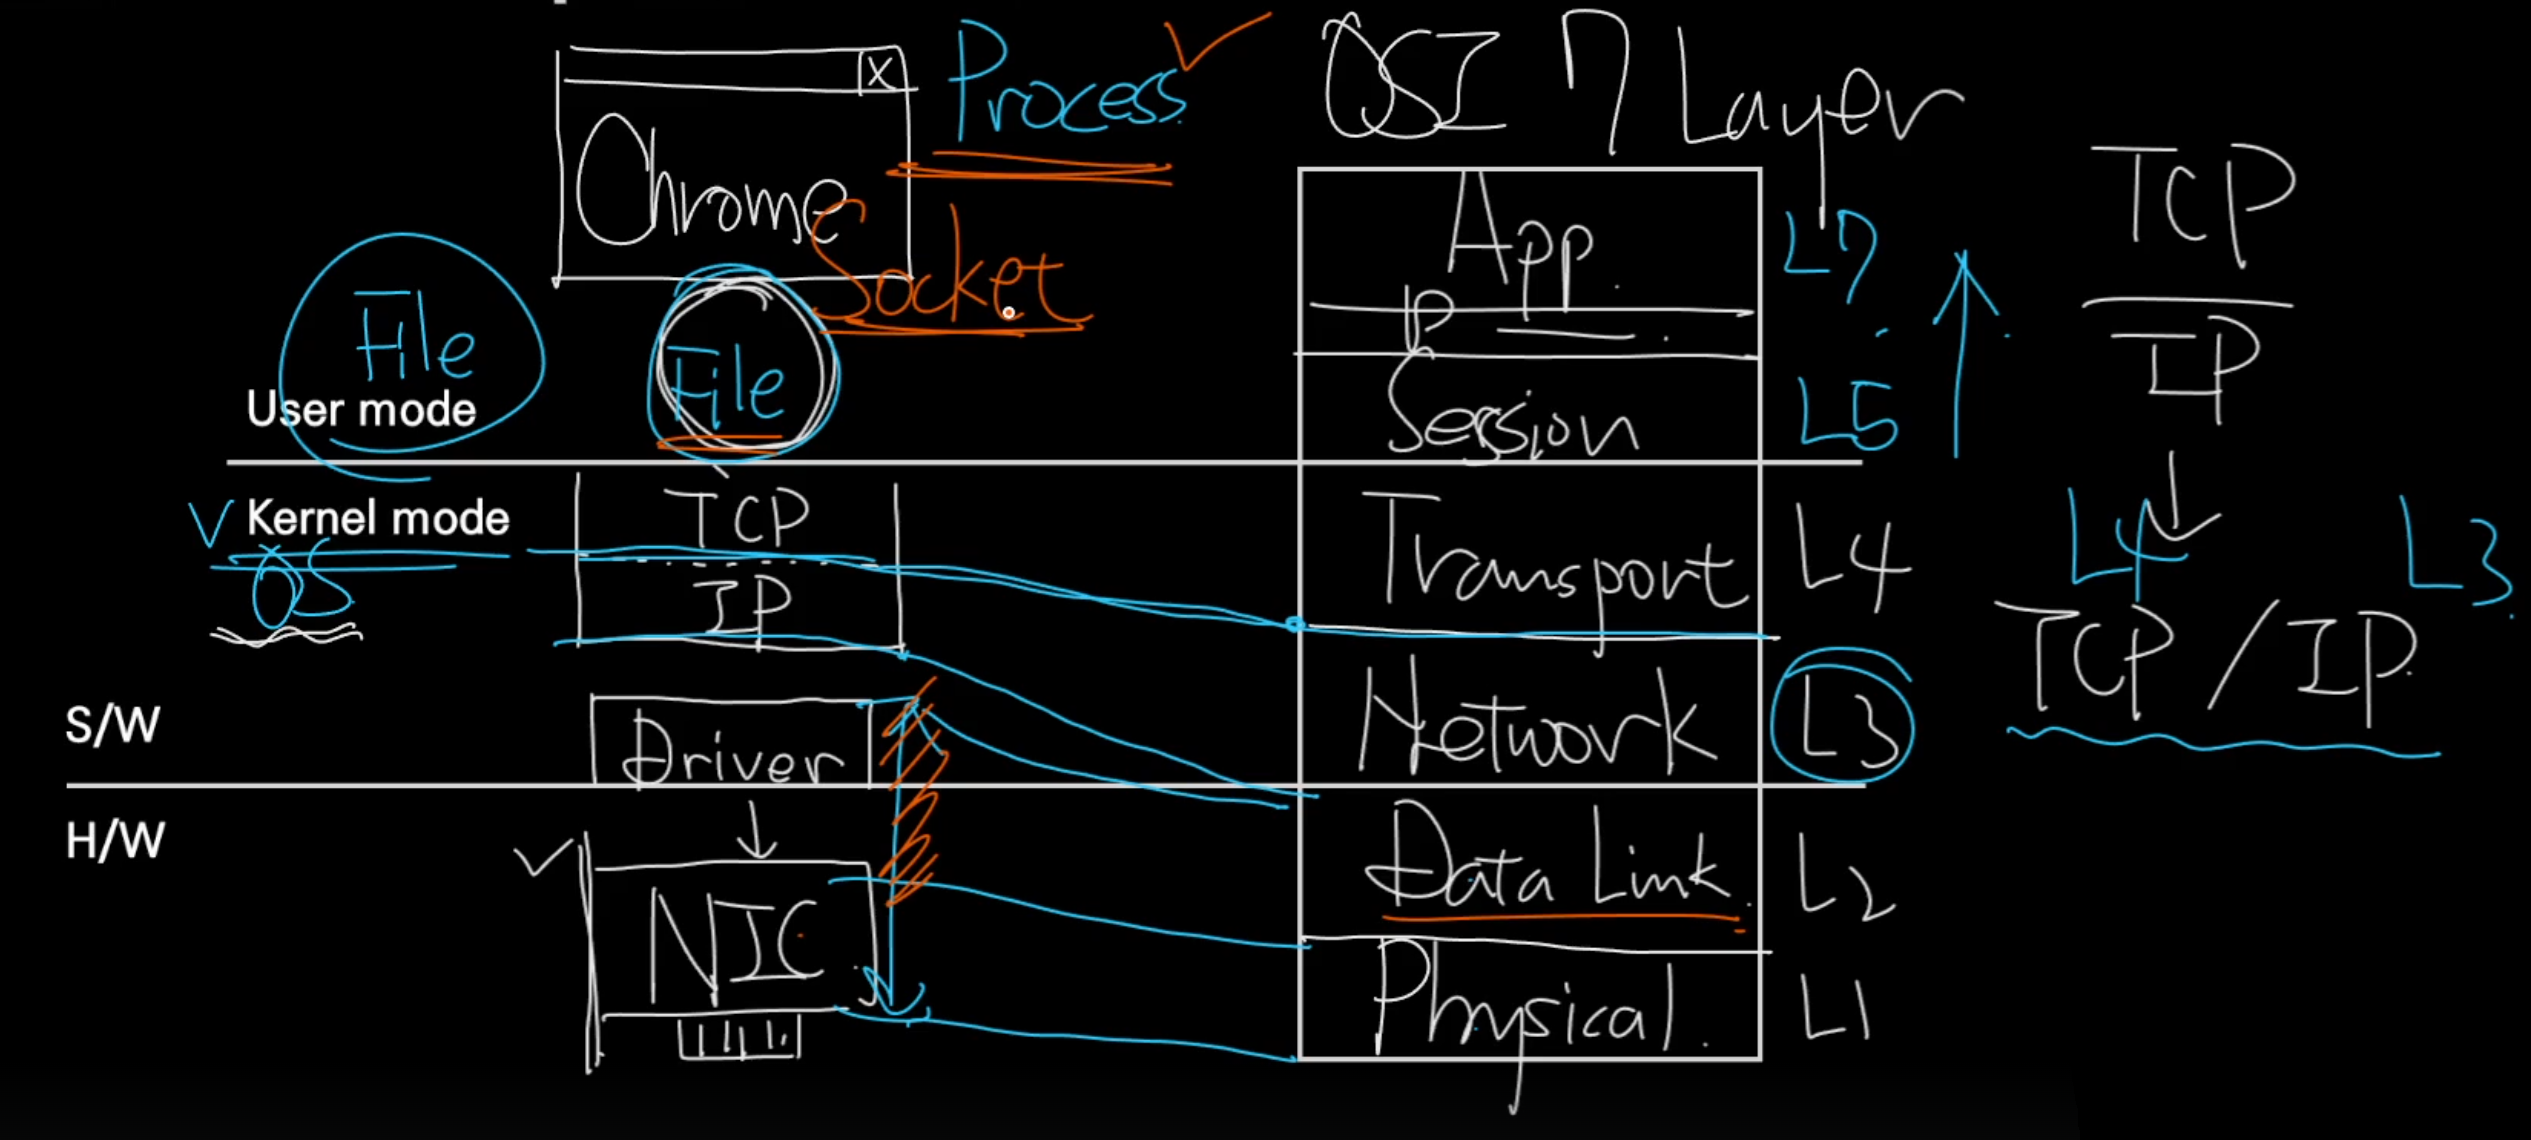 X
Chrome
Process
Socket
File
File
User mode
Kernel mode
OS
TCP
IP
S/W
Driver
H/W
NIC
OSI 7 Layer
App.
L7
P
Session
L5
Transport
L4
Network
L3
Data Link.
L2
Physical.
L1
TCP
IP
L4
L3
TCP/IP